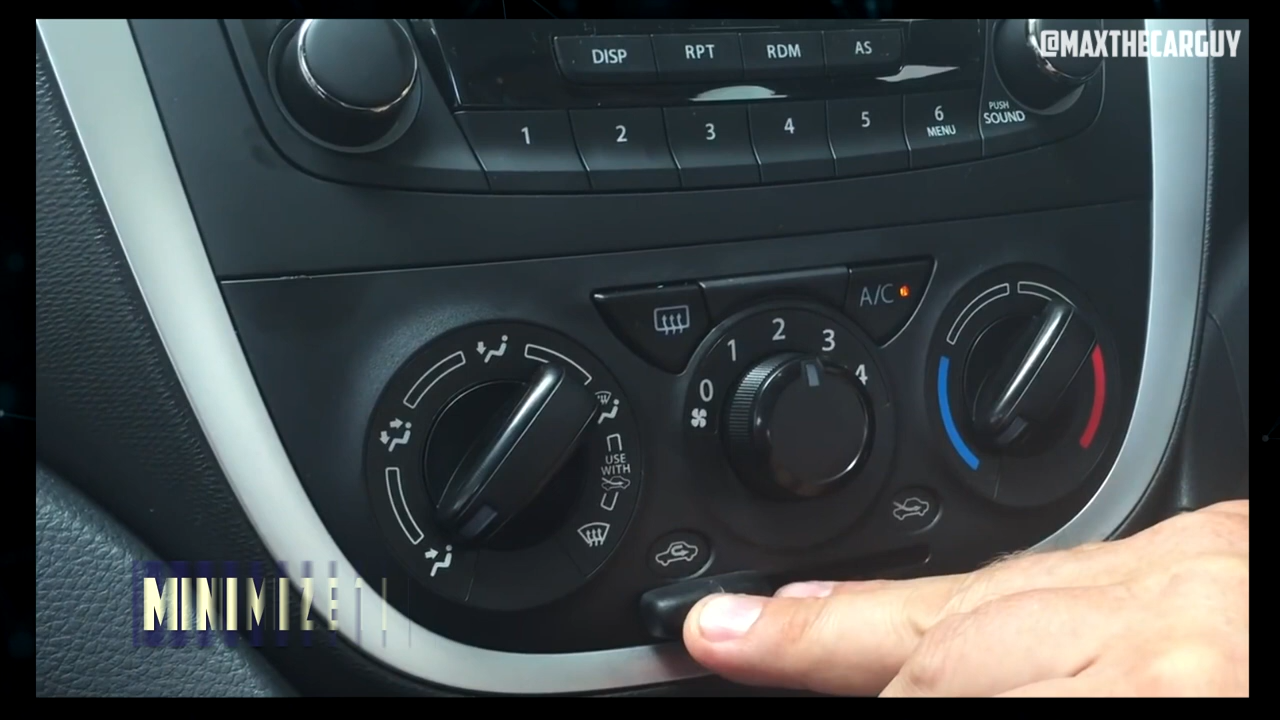 @MAXTHECARGUY
DISP RPT RDM AS
1 2 3 4 5 6
MENU
PUSH
SOUND
A/C
0 1 2 3 4
USE
WITH
MINIMIZE